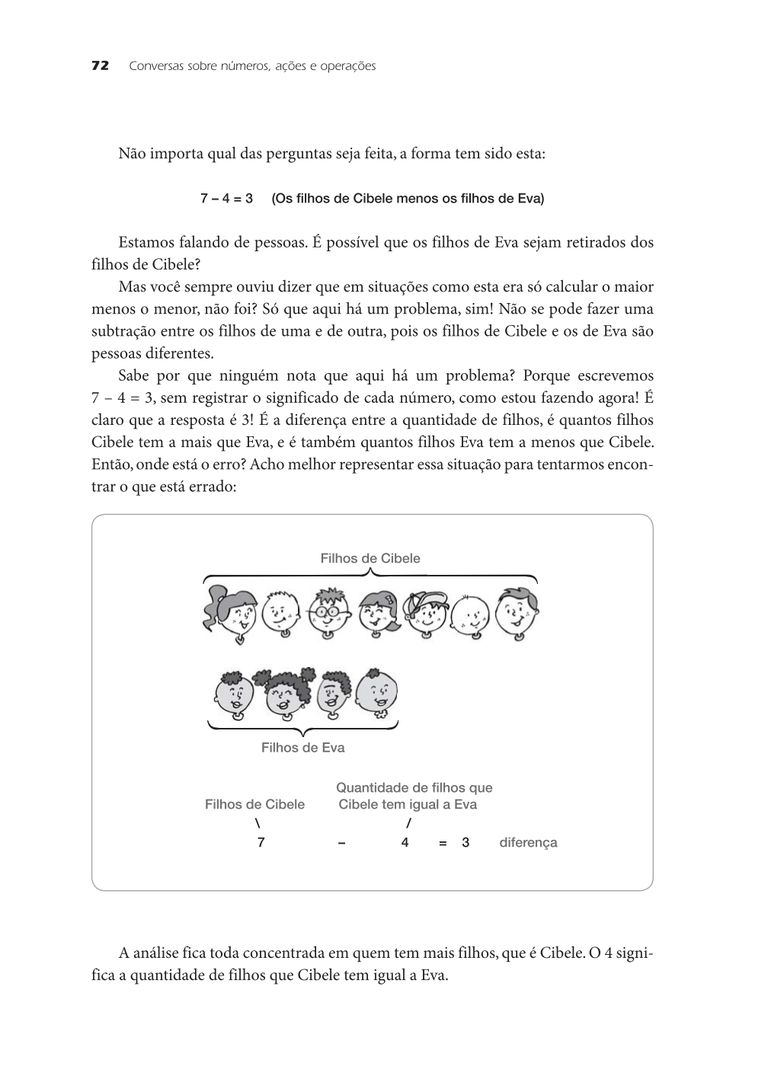 72 Conversas sobre números, ações e operações
Não importa qual das perguntas seja feita, a forma tem sido esta:
7 – 4 = 3 (Os filhos de Cibele menos os filhos de Eva)
Estamos falando de pessoas. É possível que os filhos de Eva sejam retirados dos
filhos de Cibele?
Mas você sempre ouviu dizer que em situações como esta era só calcular o maior
menos o menor, não foi? Só que aqui há um problema, sim! Não se pode fazer uma
subtração entre os filhos de uma e de outra, pois os filhos de Cibele e os de Eva são
pessoas diferentes.
Sabe por que ninguém nota que aqui há um problema? Porque escrevemos
7 – 4 = 3, sem registrar o significado de cada número, como estou fazendo agora! É
claro que a resposta é 3! É a diferença entre a quantidade de filhos, é quantos filhos
Cibele tem a mais que Eva, e é também quantos filhos Eva tem a menos que Cibele.
Então, onde está o erro? Acho melhor representar essa situação para tentarmos encon-
trar o que está errado:
Filhos de Cibele
Filhos de Eva
Quantidade de filhos que
Filhos de Cibele Cibele tem igual a Eva
\ /
7 – 4 = 3 diferença
A análise fica toda concentrada em quem tem mais filhos, que é Cibele. O 4 signi-
fica a quantidade de filhos que Cibele tem igual a Eva.